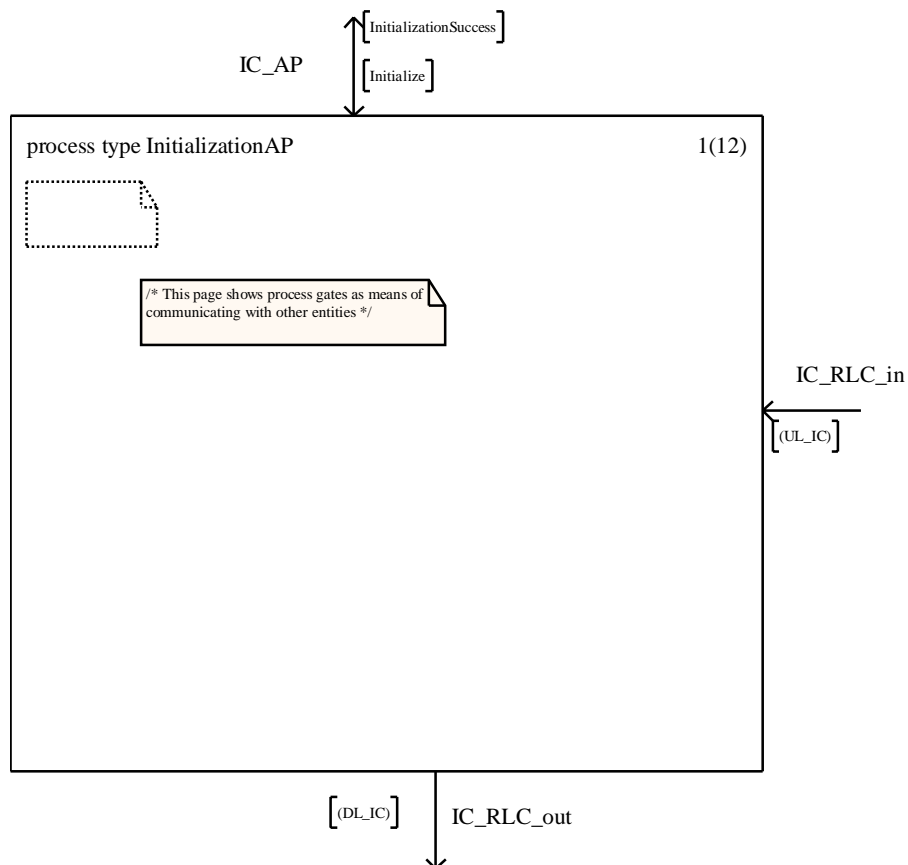 [InitializationSuccess]
IC_AP
[Initialize]
process type InitializationAP 1(12)
/* This page shows process gates as means of
communicating with other entities */
IC_RLC_in
[(UL_IC)]
[(DL_IC)] IC_RLC_out